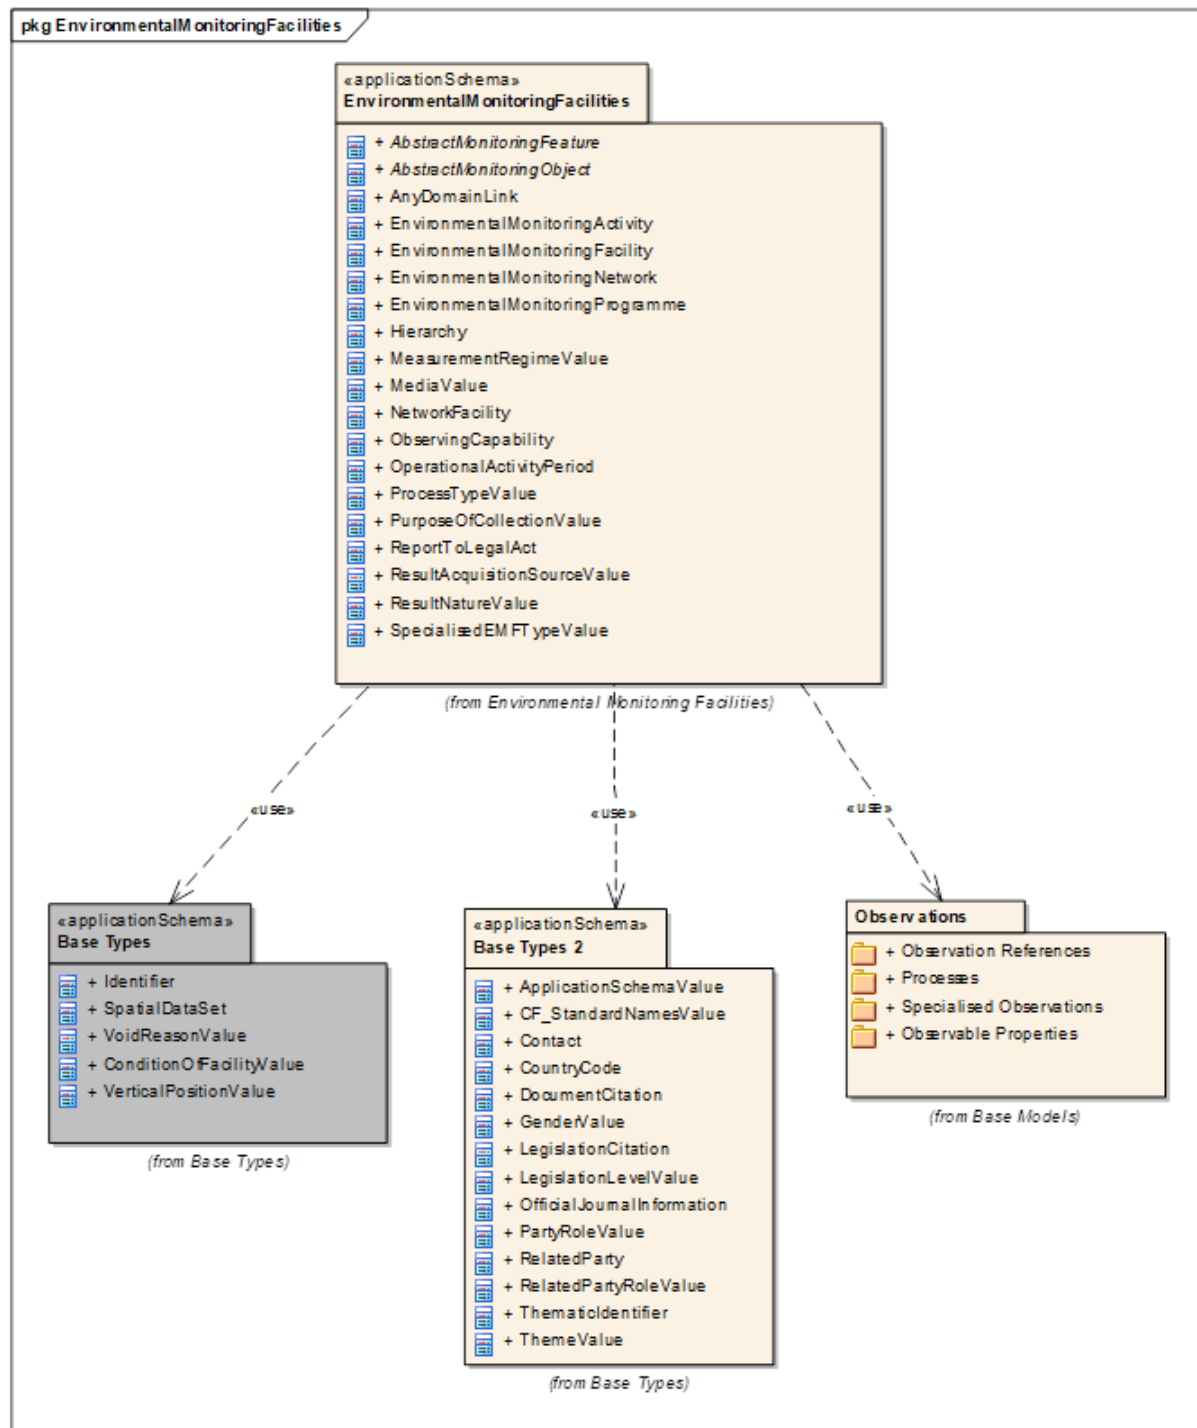 pkg EnvironmentalMonitoringFacilities
«applicationSchema»
EnvironmentalMonitoringFacilities
+ AbstractMonitoringFeature
+ AbstractMonitoringObject
+ AnyDomainLink
+ EnvironmentalMonitoringActivity
+ EnvironmentalMonitoringFacility
+ EnvironmentalMonitoringNetwork
+ EnvironmentalMonitoringProgramme
+ Hierarchy
+ MeasurementRegimeValue
+ MediaValue
+ NetworkFacility
+ ObservingCapability
+ OperationalActivityPeriod
+ ProcessTypeValue
+ PurposeOfCollectionValue
+ ReportToLegalAct
+ ResultAcquisitionSourceValue
+ ResultNatureValue
+ SpecialisedEMFTypeValue
(from Environmental Monitoring Facilities)
«use»
«use»
«use»
«applicationSchema»
Base Types
+ Identifier
+ SpatialDataSet
+ VoidReasonValue
+ ConditionOfFacilityValue
+ VerticalPositionValue
(from Base Types)
«applicationSchema»
Base Types 2
+ ApplicationSchemaValue
+ CF_StandardNamesValue
+ Contact
+ CountryCode
+ DocumentCitation
+ GenderValue
+ LegislationCitation
+ LegislationLevelValue
+ OfficialJournalInformation
+ PartyRoleValue
+ RelatedParty
+ RelatedPartyRoleValue
+ ThematicIdentifier
+ ThemeValue
(from Base Types)
Observations
+ Observation References
+ Processes
+ Specialised Observations
+ Observable Properties
(from Base Models)